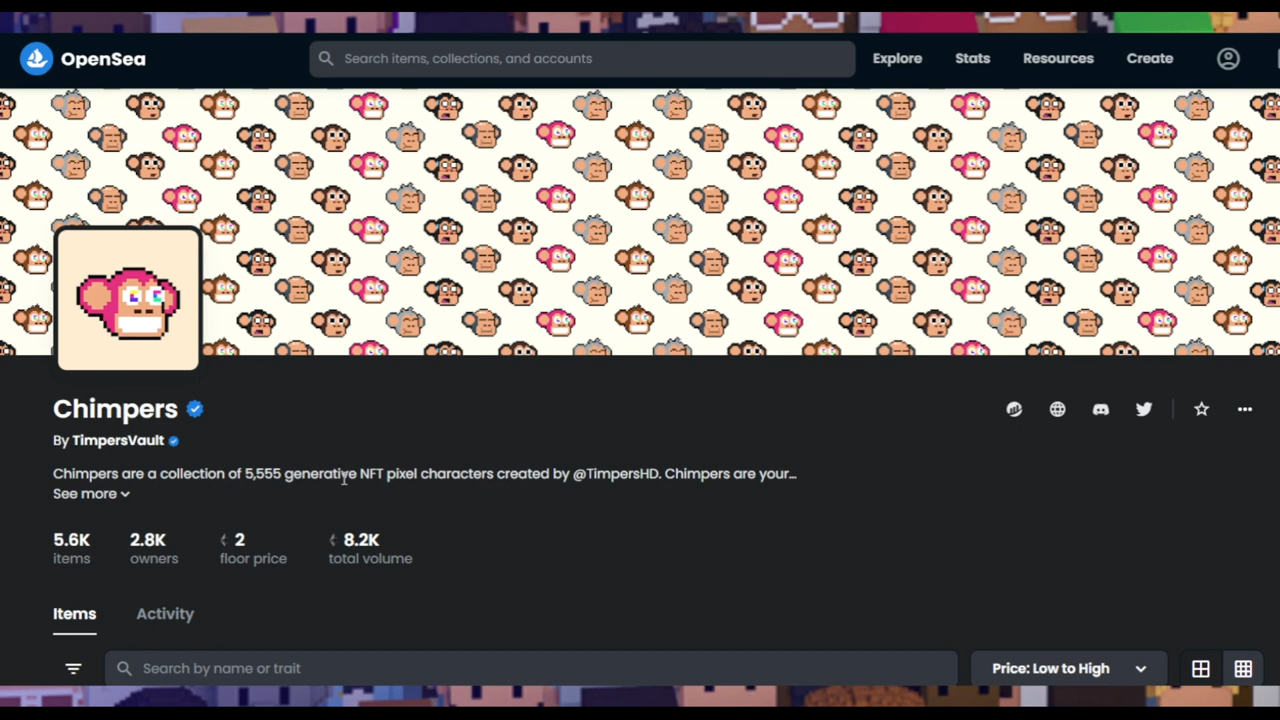 OpenSea
Search items, collections, and accounts
Explore
Stats
Resources
Create
Chimpers
By TimpersVault
Chimpers are a collection of 5,555 generative NFT pixel characters created by @TimpersHD. Chimpers are your...
See more
5.6K 2.8K 2 8.2K
items owners floor price total volume
Items Activity
Search by name or trait
Price: Low to High